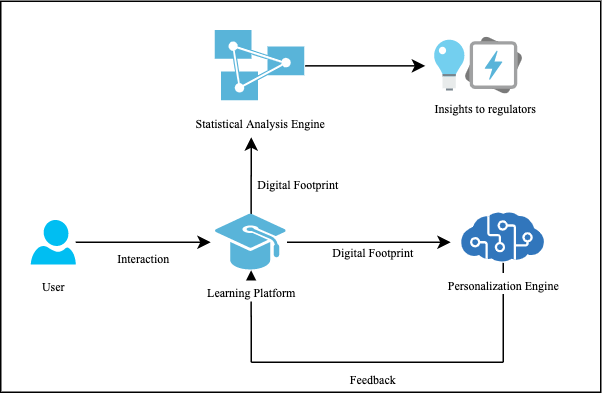 Statistical Analysis Engine
Insights to regulators
Digital Footprint
Interaction
Digital Footprint
User
Learning Platform
Personalization Engine
Feedback